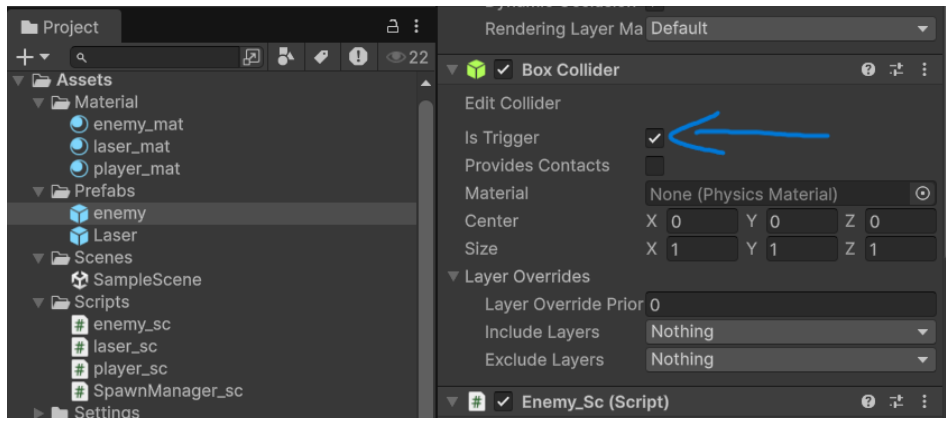 Project
22
Assets
Material
enemy_mat
laser_mat
player_mat
Prefabs
enemy
Laser
Scenes
SampleScene
Scripts
# enemy_sc
# laser_sc
# player_sc
# SpawnManager_sc
Settings
Rendering Layer Ma Default
Box Collider
Edit Collider
Is Trigger
Provides Contacts
Material None (Physics Material)
Center X 0 Y 0 Z 0
Size X 1 Y 1 Z 1
Layer Overrides
Layer Override Prior 0
Include Layers Nothing
Exclude Layers Nothing
# Enemy_Sc (Script)